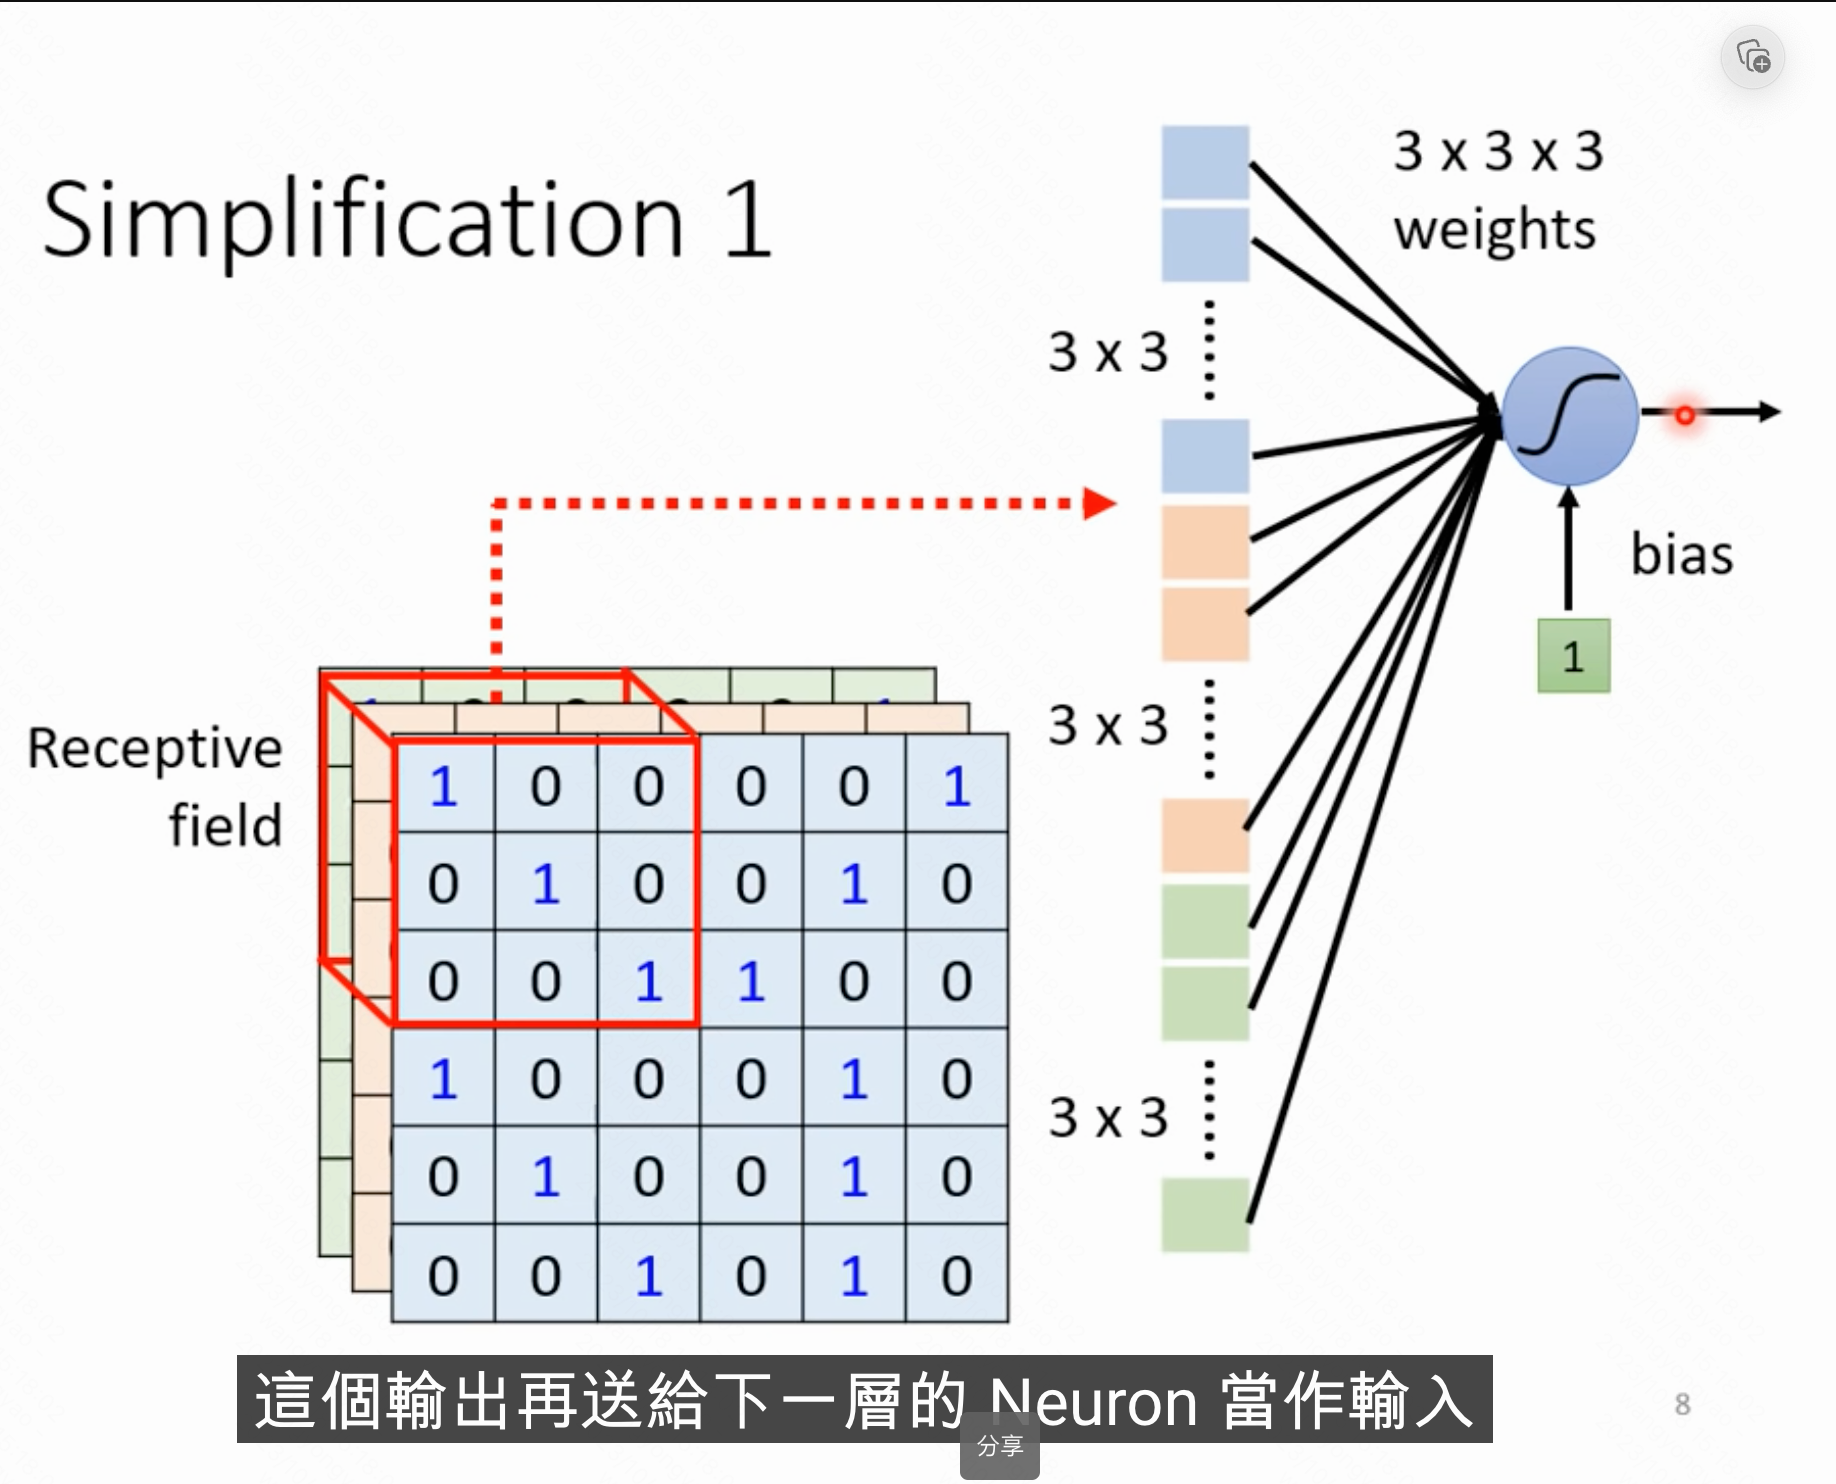 Simplification 1
3 x 3 x 3
weights
3 x 3
bias
1
3 x 3
3 x 3
Receptive
field
1 0 0 0 0 1
0 1 0 0 1 0
0 0 1 1 0 0
1 0 0 0 1 0
0 1 0 0 1 0
0 0 1 0 1 0
這個輸出再送給下一層的 Neuron 當作輸入
分享
8